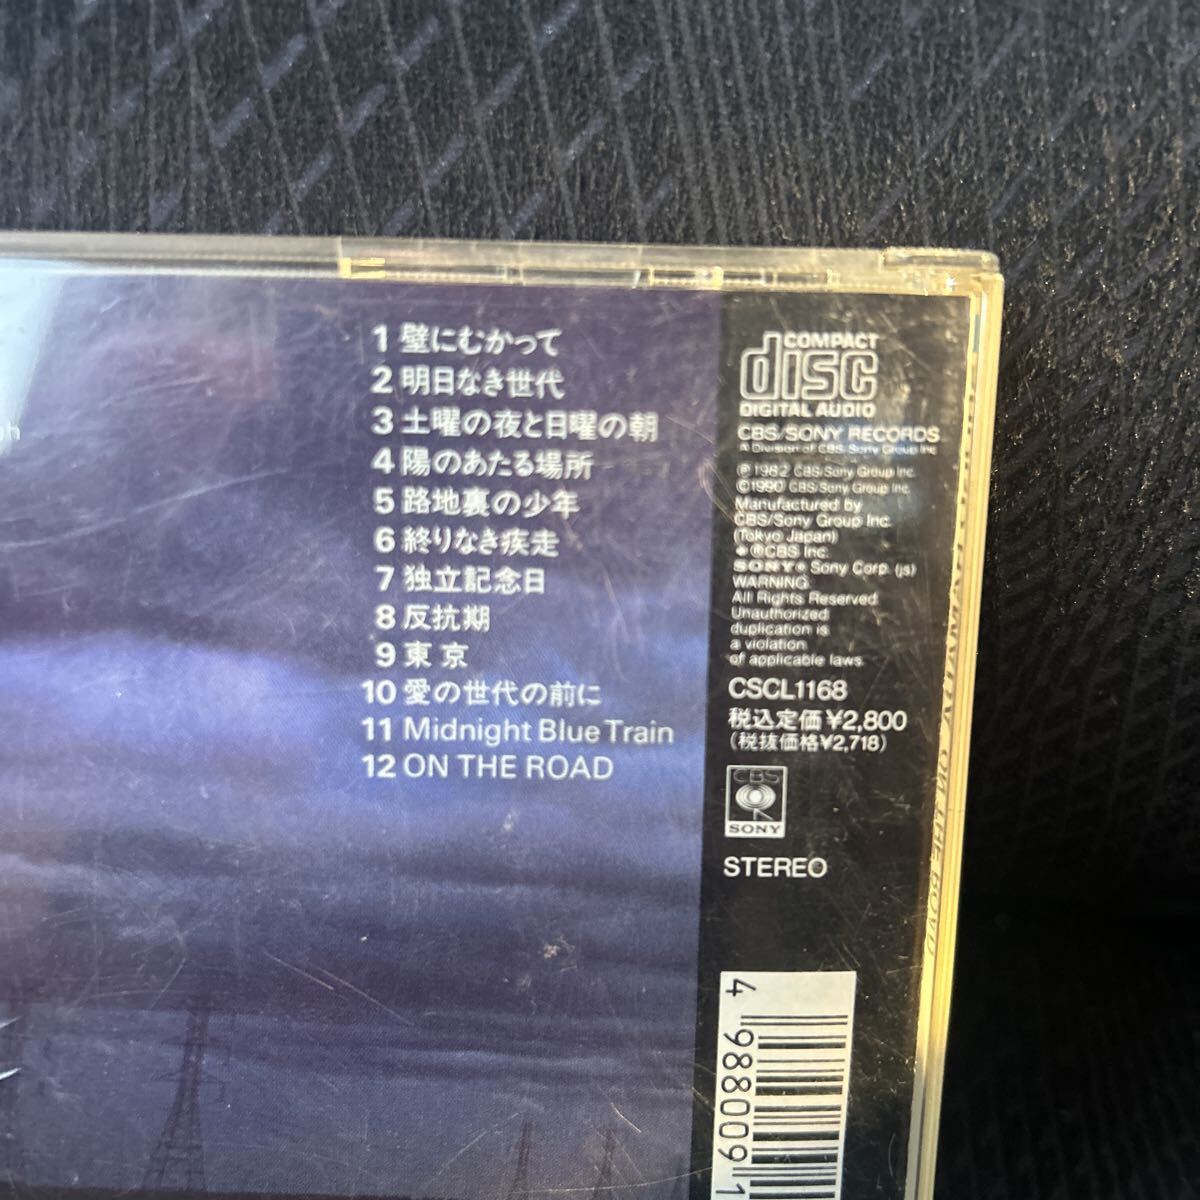 1 壁にむかって
2 明日なき世代
3 土曜の夜と日曜の朝
4 陽のあたる場所
5 路地裏の少年
6 終りなき疾走
7 独立記念日
8 反抗期
9 東京
10 愛の世代の前に
11 Midnight Blue Train
12 ON THE ROAD
COMPACT
disc
DIGITAL AUDIO
CBS/SONY RECORDS
A Division of CBS/Sony Group Inc.
℗1982 CBS/Sony Group Inc.
©1990 CBS/Sony Group Inc.
Manufactured by
CBS/Sony Group Inc.
(Tokyo Japan)
®CBS Inc.
SONY® Sony Corp. (js)
WARNING:
All Rights Reserved.
Unauthorized
duplication is
a violation
of applicable laws.
CSCL1168
税込定価¥2,800
(税抜価格¥2,718)
CBS
SONY
STEREO
4 988009 1
ON THE ROAD